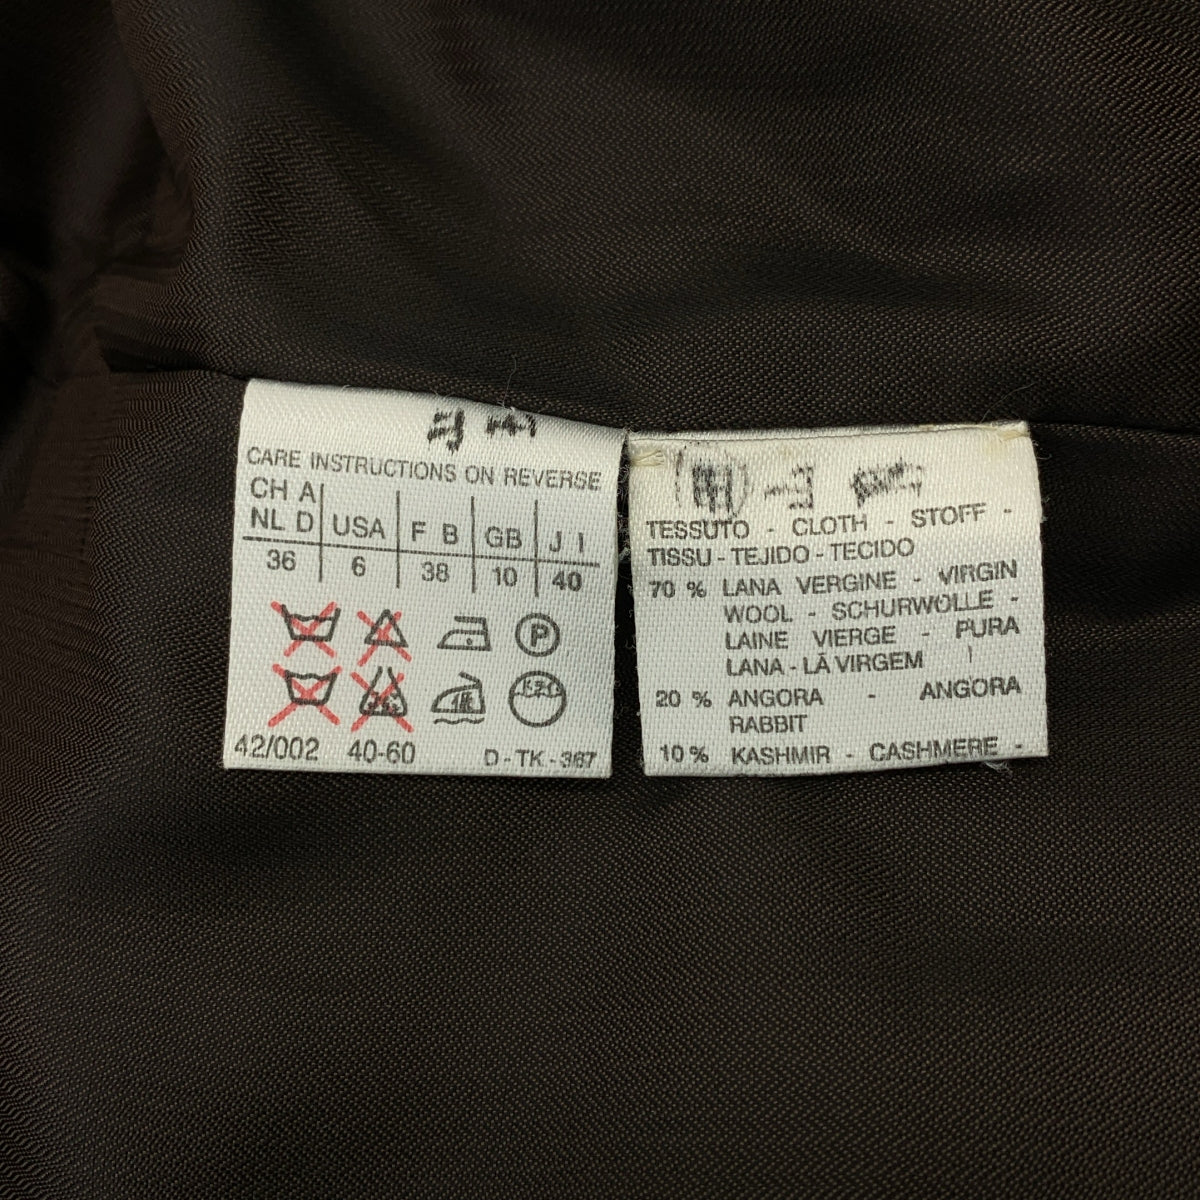 CARE INSTRUCTIONS ON REVERSE
CH A
NL D USA F B GB J I
36 6 38 10 40
P
42/002 40-60 D-TK-367
TESSUTO - CLOTH - STOFF -
TISSU - TEJIDO - TECIDO
70 % LANA VERGINE - VIRGIN
WOOL - SCHURWOLLE -
LAINE VIERGE - PURA
LANA - LÃ VIRGEM
20 % ANGORA - ANGORA
RABBIT
10 % KASHMIR - CASHMERE -